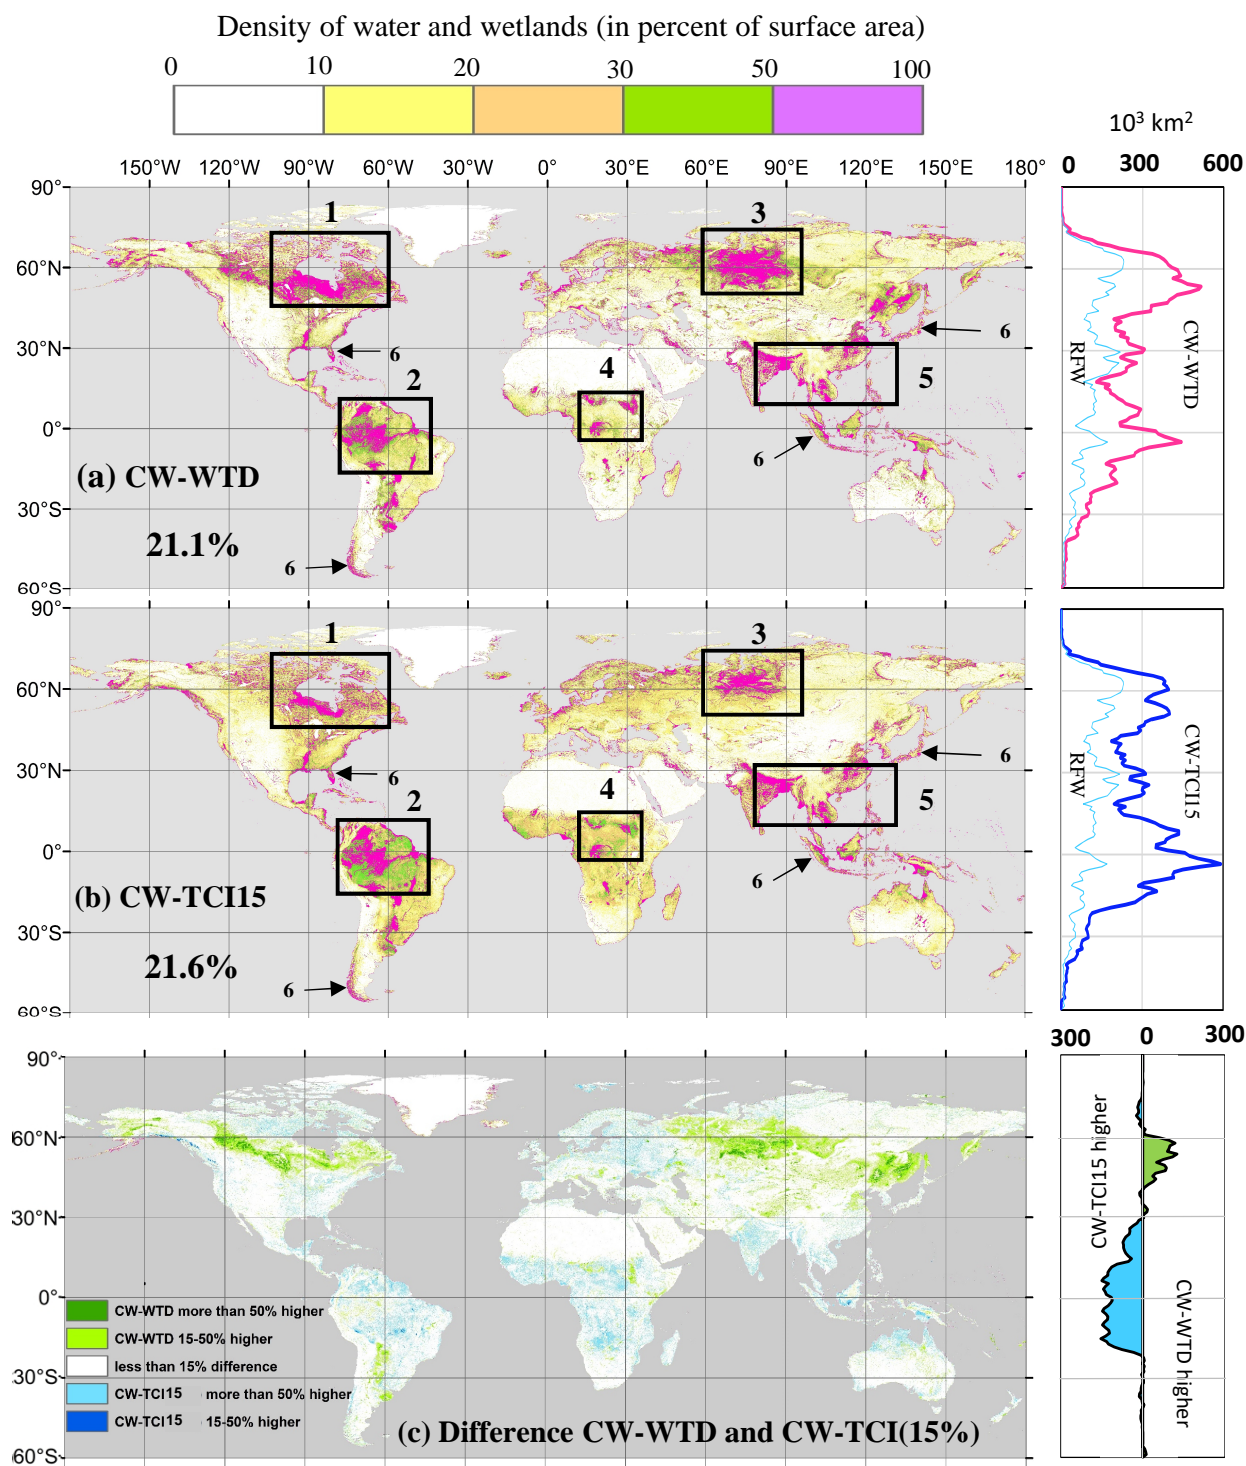 Density of water and wetlands (in percent of surface area)
0 10 20 30 50 100
10³ km²
0 300 600
150°W 120°W 90°W 60°W 30°W 0° 30°E 60°E 90°E 120°E 150°E 180°
90°
60°N
30°N
0°
30°S
60°S
1
2
3
4
5
6
6
6
6
(a) CW-WTD
21.1%
RFW
CW-WTD
90°
60°N
30°N
0°
30°S
60°S
1
2
3
4
5
6
6
6
6
(b) CW-TCI15
21.6%
RFW
CW-TCI15
300 0 300
90°
60°N
30°N
0°
30°S
60°S
CW-WTD more than 50% higher
CW-WTD 15-50% higher
less than 15% difference
CW-TCI15 more than 50% higher
CW-TCI15 15-50% higher
(c) Difference CW-WTD and CW-TCI(15%)
CW-TCI15 higher
CW-WTD higher